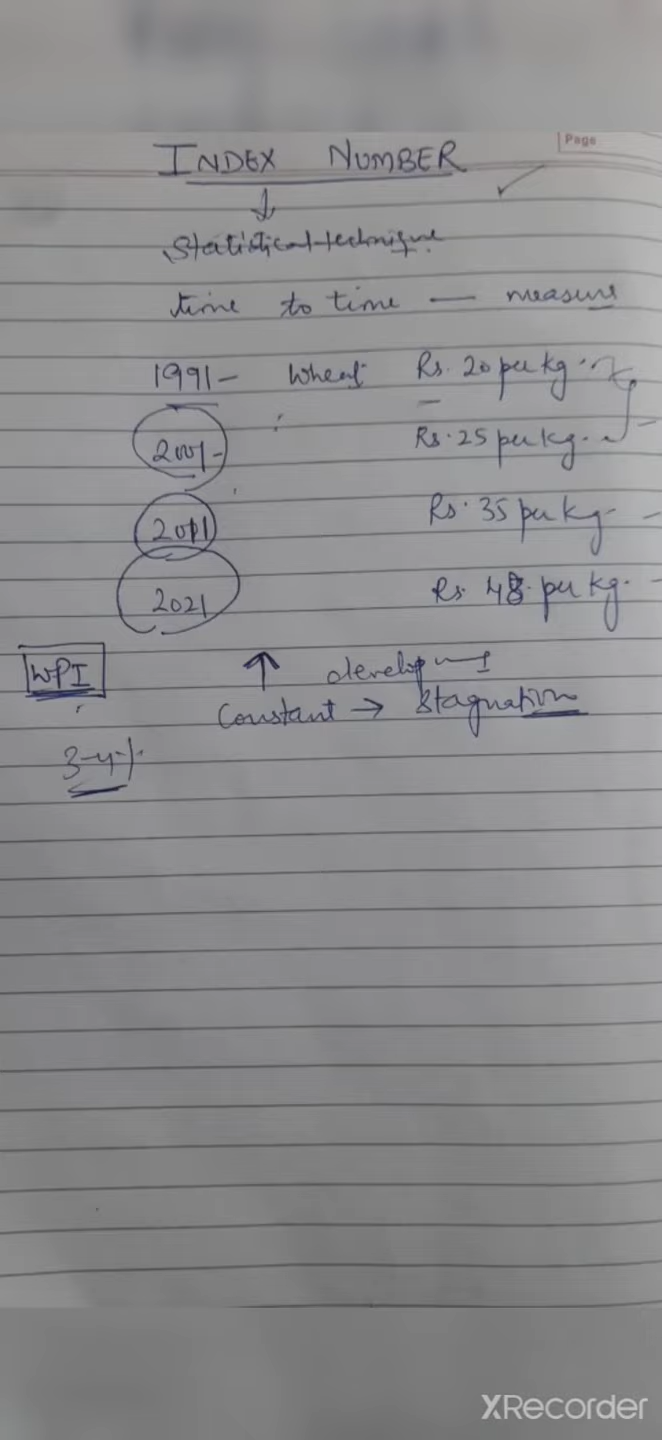 Page
INDEX NUMBER
↓
Statistical technique
time to time — measure
1991 - Wheat Rs. 20 per kg.
2001 - Rs. 25 per kg.
2011 Rs. 35 per kg
2021 Rs. 48 per kg.
WPI ↑ development
Constant → Stagnation
3-4%
XRecorder